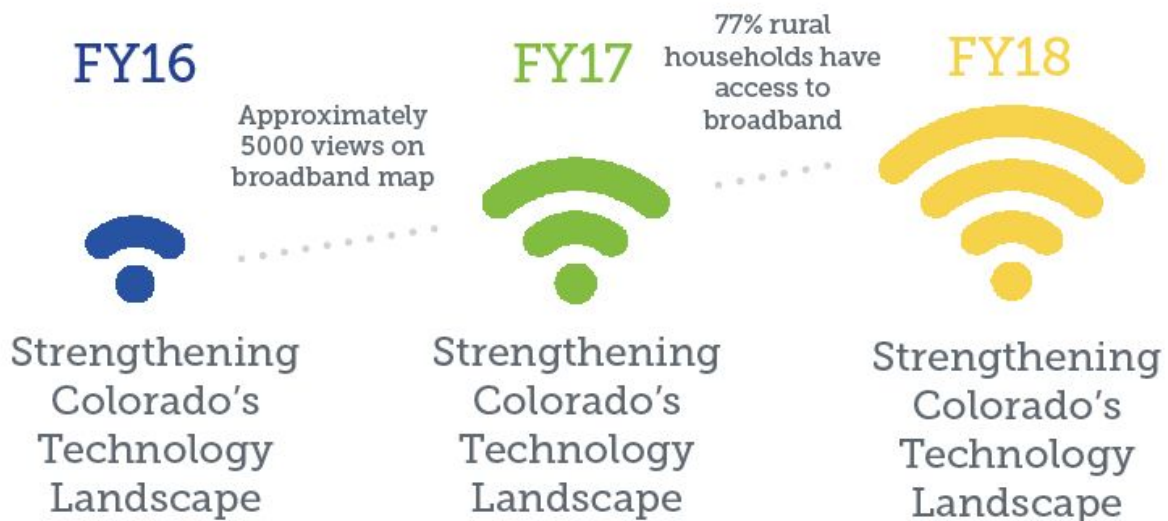 FY16
Approximately
5000 views on
broadband map
FY17
77% rural
households have
access to
broadband
FY18
Strengthening
Colorado's
Technology
Landscape
Strengthening
Colorado's
Technology
Landscape
Strengthening
Colorado's
Technology
Landscape